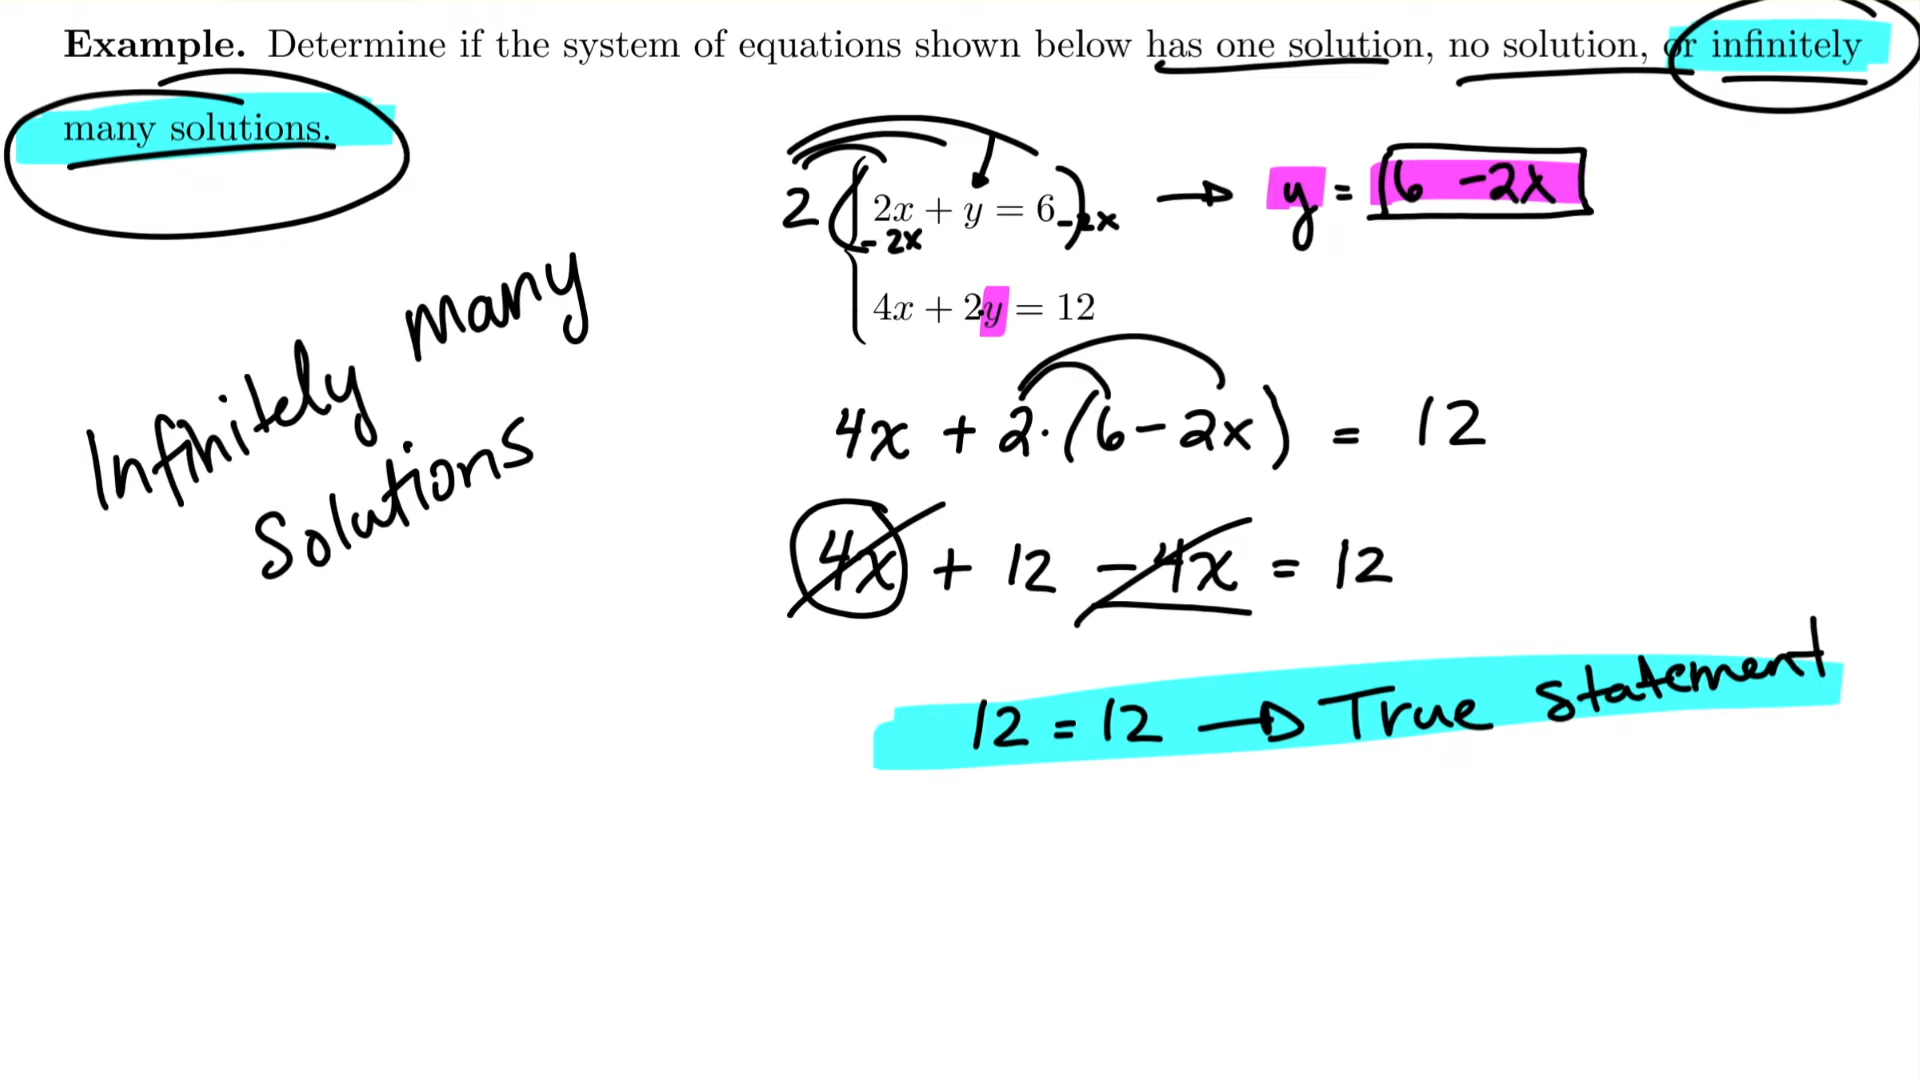 Example. Determine if the system of equations shown below has one solution, no solution, or infinitely
many solutions.
2(2x + y = 6) → y = 6 -2x
-2x -2x
4x + 2·y = 12
Infinitely many
Solutions
4x + 2·(6-2x) = 12
4x + 12 -4x = 12
12 = 12 → True statement